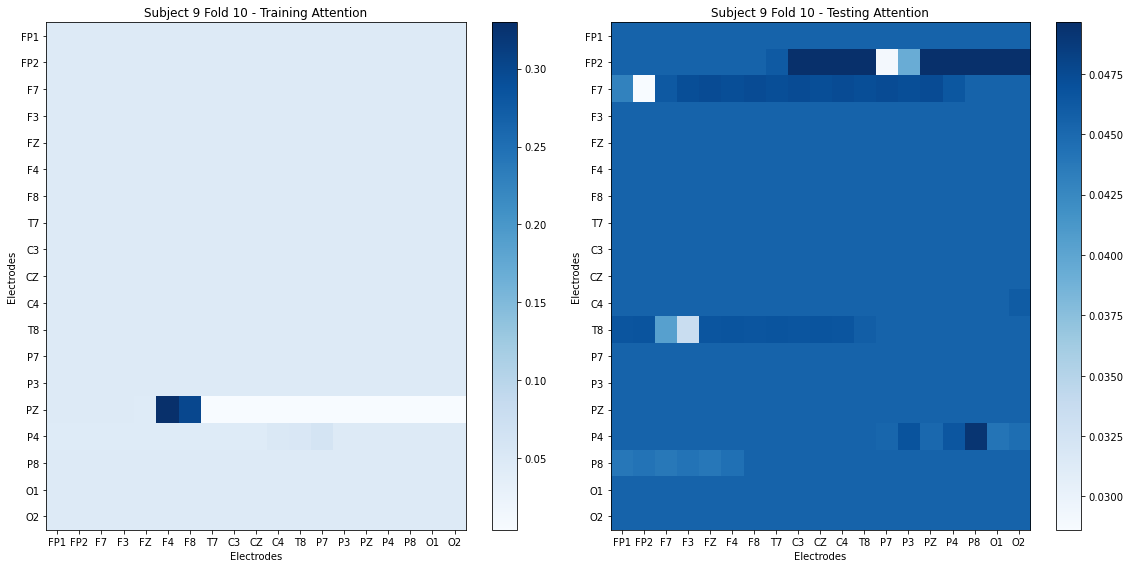 Subject 9 Fold 10 - Training Attention
FP1
FP2
F7
F3
FZ
F4
F8
T7
C3
CZ
C4
T8
P7
P3
PZ
P4
P8
O1
O2
Electrodes
FP1 FP2 F7 F3 FZ F4 F8 T7 C3 CZ C4 T8 P7 P3 PZ P4 P8 O1 O2
Electrodes
0.30
0.25
0.20
0.15
0.10
0.05
Subject 9 Fold 10 - Testing Attention
FP1
FP2
F7
F3
FZ
F4
F8
T7
C3
CZ
C4
T8
P7
P3
PZ
P4
P8
O1
O2
Electrodes
FP1 FP2 F7 F3 FZ F4 F8 T7 C3 CZ C4 T8 P7 P3 PZ P4 P8 O1 O2
Electrodes
0.0475
0.0450
0.0425
0.0400
0.0375
0.0350
0.0325
0.0300